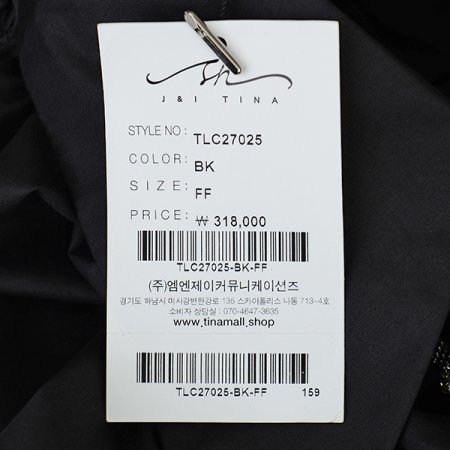 sh
J & I TINA
STYLE NO: TLC27025
COLOR: BK
SIZE: FF
PRICE: ₩ 318,000
TLC27025-BK-FF
(주)엠엔제이커뮤니케이션즈
경기도 하남시 미사강변한강로 135 스카이폴리스 나동 713-4호
소비자 상담실 : 070-4647-3635
www.tinamall.shop
TLC27025-BK-FF 159